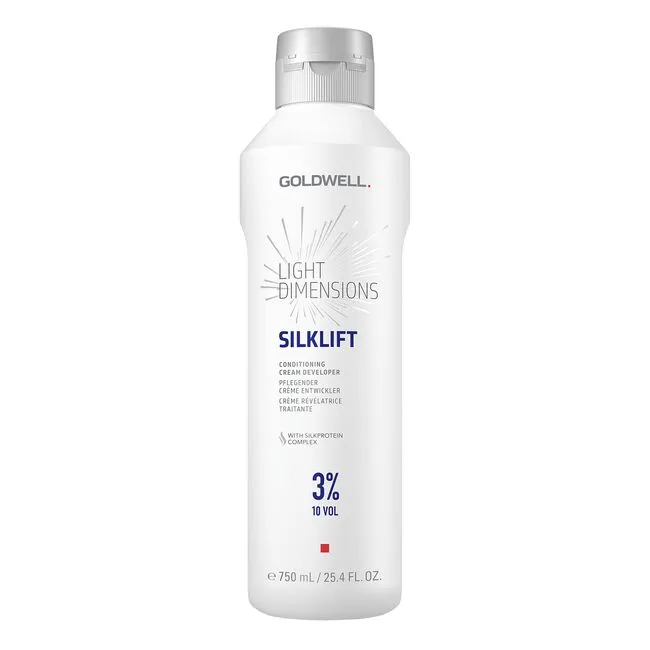 GOLDWELL.
LIGHT
DIMENSIONS
SILKLIFT
CONDITIONING
CREAM DEVELOPER
PFLEGENDER
CRÈME ENTWICKLER
CRÈME RÉVÉLATRICE
TRAITANTE
WITH SILKPROTEIN
COMPLEX
3%
10 VOL
℮ 750 mL / 25.4 FL. OZ.